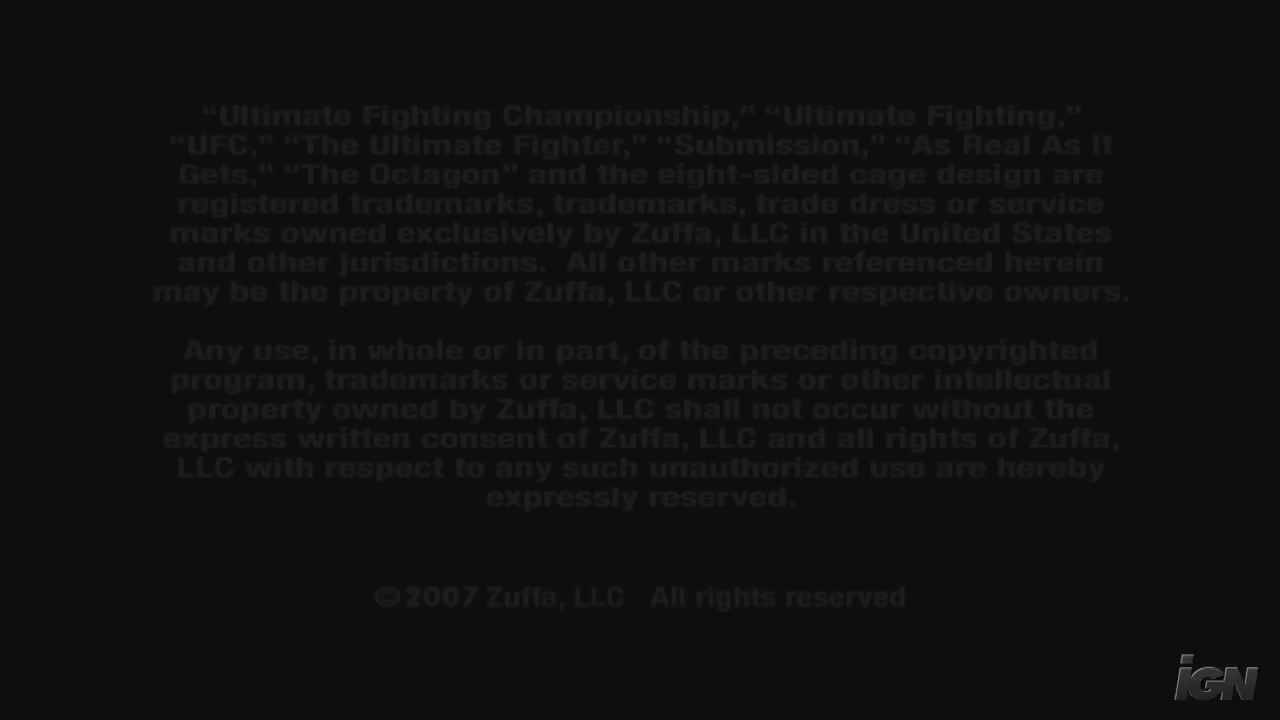 “Ultimate Fighting Championship,” “Ultimate Fighting,”
“UFC,” “The Ultimate Fighter,” “Submission,” “As Real As It
Gets,” “The Octagon” and the eight-sided cage design are
registered trademarks, trademarks, trade dress or service
marks owned exclusively by Zuffa, LLC in the United States
and other jurisdictions.  All other marks referenced herein
may be the property of Zuffa, LLC or other respective owners.
Any use, in whole or in part, of the preceding copyrighted
program, trademarks or service marks or other intellectual
property owned by Zuffa, LLC shall not occur without the
express written consent of Zuffa, LLC and all rights of Zuffa,
LLC with respect to any such unauthorized use are hereby
expressly reserved.
©2007 Zuffa, LLC   All rights reserved
iGN